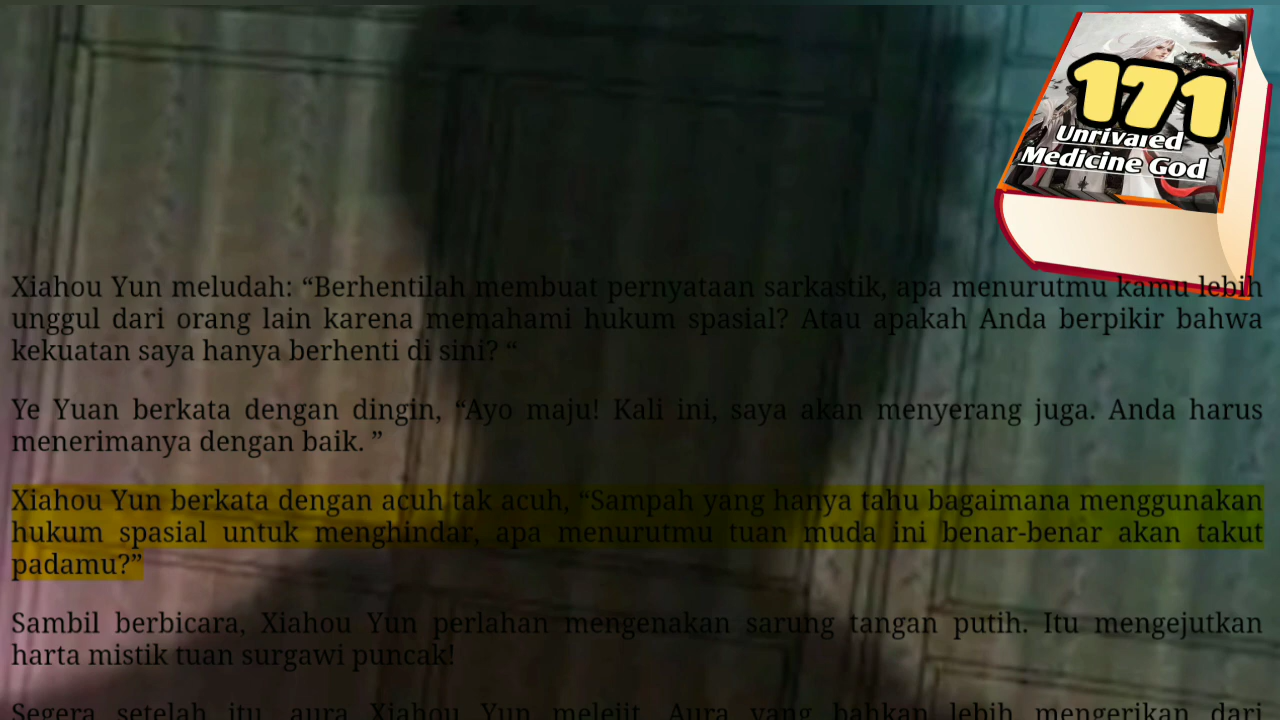 171
Unrivaled
Medicine God
Xiahou Yun meludah: “Berhentilah membuat pernyataan sarkastik, apa menurutmu kamu lebih
unggul dari orang lain karena memahami hukum spasial? Atau apakah Anda berpikir bahwa
kekuatan saya hanya berhenti di sini? “
Ye Yuan berkata dengan dingin, “Ayo maju! Kali ini, saya akan menyerang juga. Anda harus
menerimanya dengan baik. ”
Xiahou Yun berkata dengan acuh tak acuh, “Sampah yang hanya tahu bagaimana menggunakan
hukum spasial untuk menghindar, apa menurutmu tuan muda ini benar-benar akan takut
padamu?”
Sambil berbicara, Xiahou Yun perlahan mengenakan sarung tangan putih. Itu mengejutkan
harta mistik tuan surgawi puncak!
Segera setelah itu, aura Xiahou Yun melejit. Aura yang bahkan lebih mengerikan dari